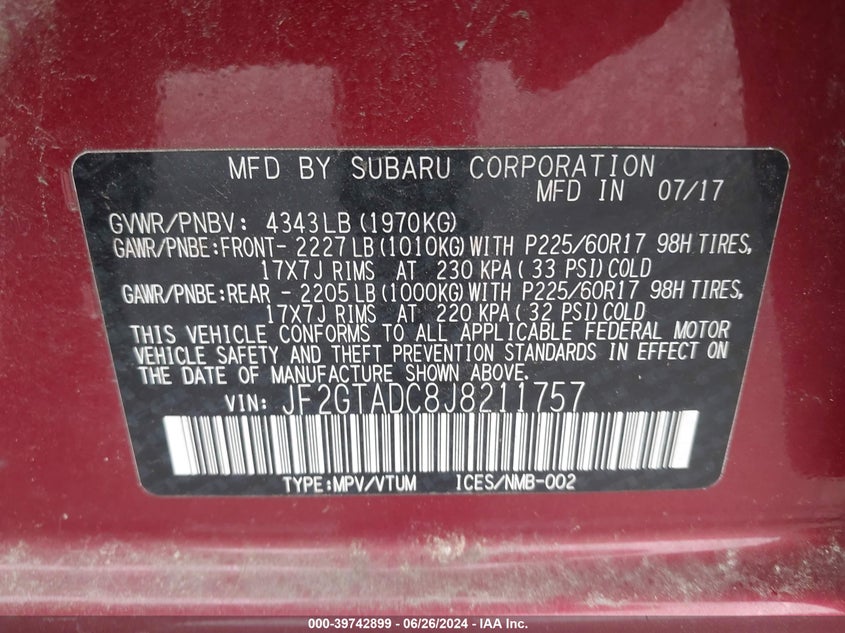 MFD BY SUBARU CORPORATION
MFD IN 07/17
GVWR/PNBV: 4343LB (1970KG)
GAWR/PNBE:FRONT- 2227LB (1010KG)WITH P225/60R17 98H TIRES,
17X7J RIMS AT 230 KPA( 33 PSI)COLD
GAWR/PNBE:REAR - 2205LB (1000KG)WITH P225/60R17 98H TIRES,
17X7J RIMS AT 220 KPA( 32 PSI)COLD
THIS VEHICLE CONFORMS TO ALL APPLICABLE FEDERAL MOTOR
VEHICLE SAFETY AND THEFT PREVENTION STANDARDS IN EFFECT ON
THE DATE OF MANUFACTURE SHOWN ABOVE.
VIN: JF2GTADC8J8211757
TYPE:MPV/VTUM ICES/NMB-002
000-39742899 - 06/26/2024 - IAA Inc.